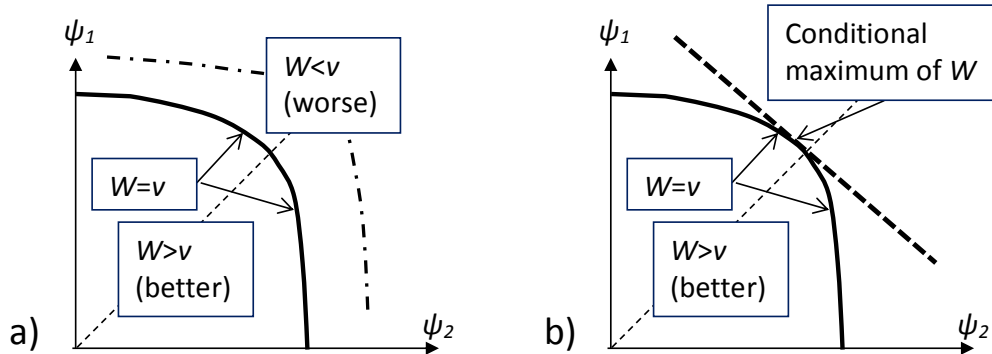 ψ1
W<v
(worse)
W=v
W>v
(better)
ψ2
a)
ψ1
Conditional
maximum of W
W=v
W>v
(better)
ψ2
b)